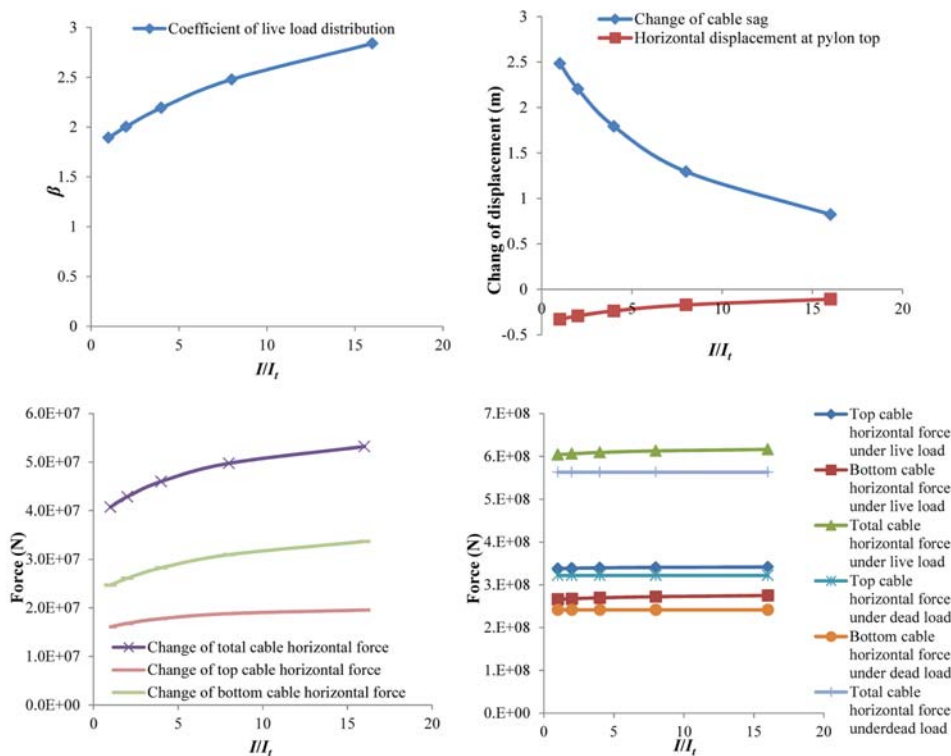 3
2.5
2
1.5
1
0.5
0
β
0
5
10
15
20
I/It
Coefficient of live load distribution
3
2.5
2
1.5
1
0.5
0
-0.5
Chang of displacement (m)
0
5
10
15
20
I/It
Change of cable sag
Horizontal displacement at pylon top
6.0E+07
5.0E+07
4.0E+07
3.0E+07
2.0E+07
1.0E+07
0.0E+00
Force (N)
0
5
10
15
20
I/It
Change of total cable horizontal force
Change of top cable horizontal force
Change of bottom cable horizontal force
7.E+08
6.E+08
5.E+08
4.E+08
3.E+08
2.E+08
1.E+08
0.E+00
Force (N)
0
5
10
15
20
I/It
Top cable
horizontal force
under live load
Bottom cable
horizontal force
under live load
Total cable
horizontal force
under live load
Top cable
horizontal force
under dead load
Bottom cable
horizontal force
under dead load
Total cable
horizontal force
underdead load